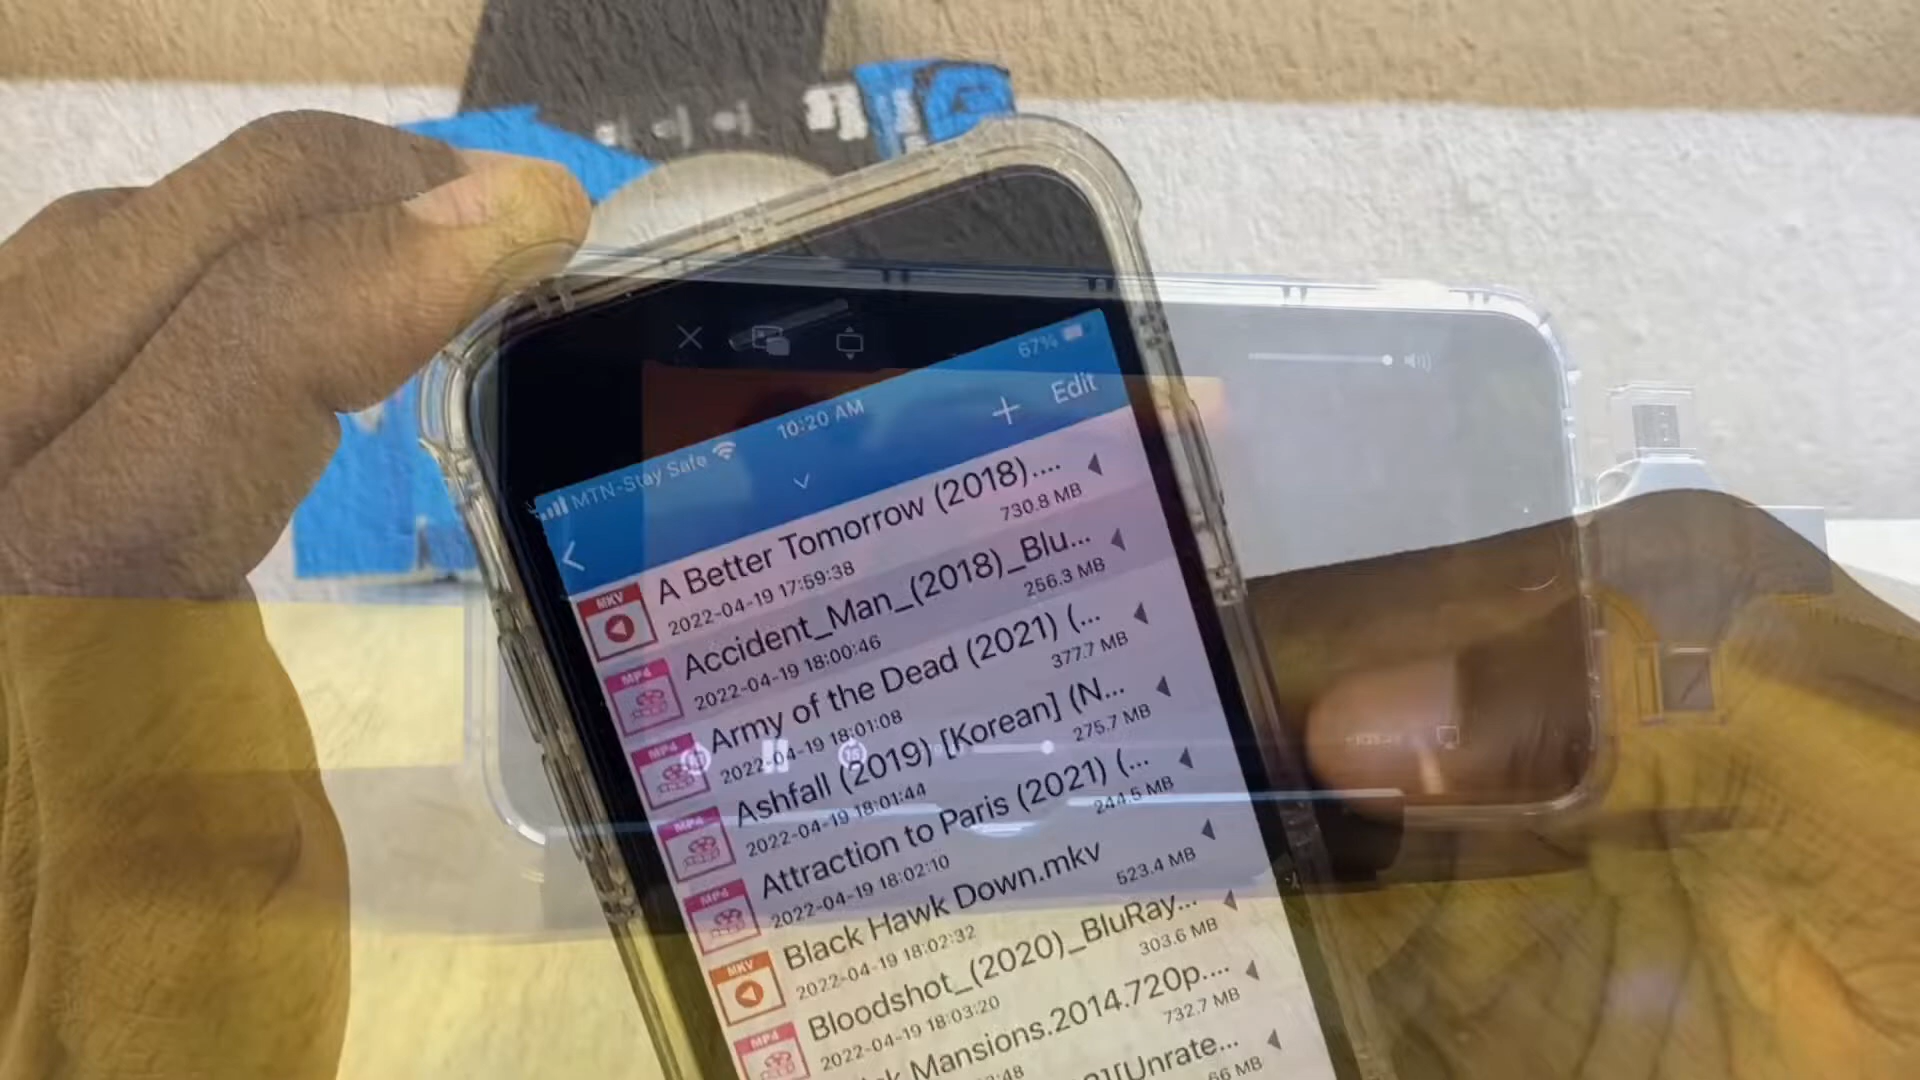 67%
10:20 AM
MTN-Stay Safe
Edit
A Better Tomorrow (2018)....
730.8 MB
2022-04-19 17:59:38
MKV
Accident_Man_(2018)_Blu...
256.3 MB
2022-04-19 18:00:46
MP4
Army of the Dead (2021) (...
377.7 MB
2022-04-19 18:01:08
MP4
Ashfall (2019) [Korean] (N...
275.7 MB
2022-04-19 18:01:44
MP4
Attraction to Paris (2021) (...
244.5 MB
2022-04-19 18:02:10
MP4
Black Hawk Down.mkv
523.4 MB
2022-04-19 18:02:32
MKV
Bloodshot_(2020)_BluRay...
303.6 MB
2022-04-19 18:03:20
MP4
Mansions.2014.720p....
732.7 MB